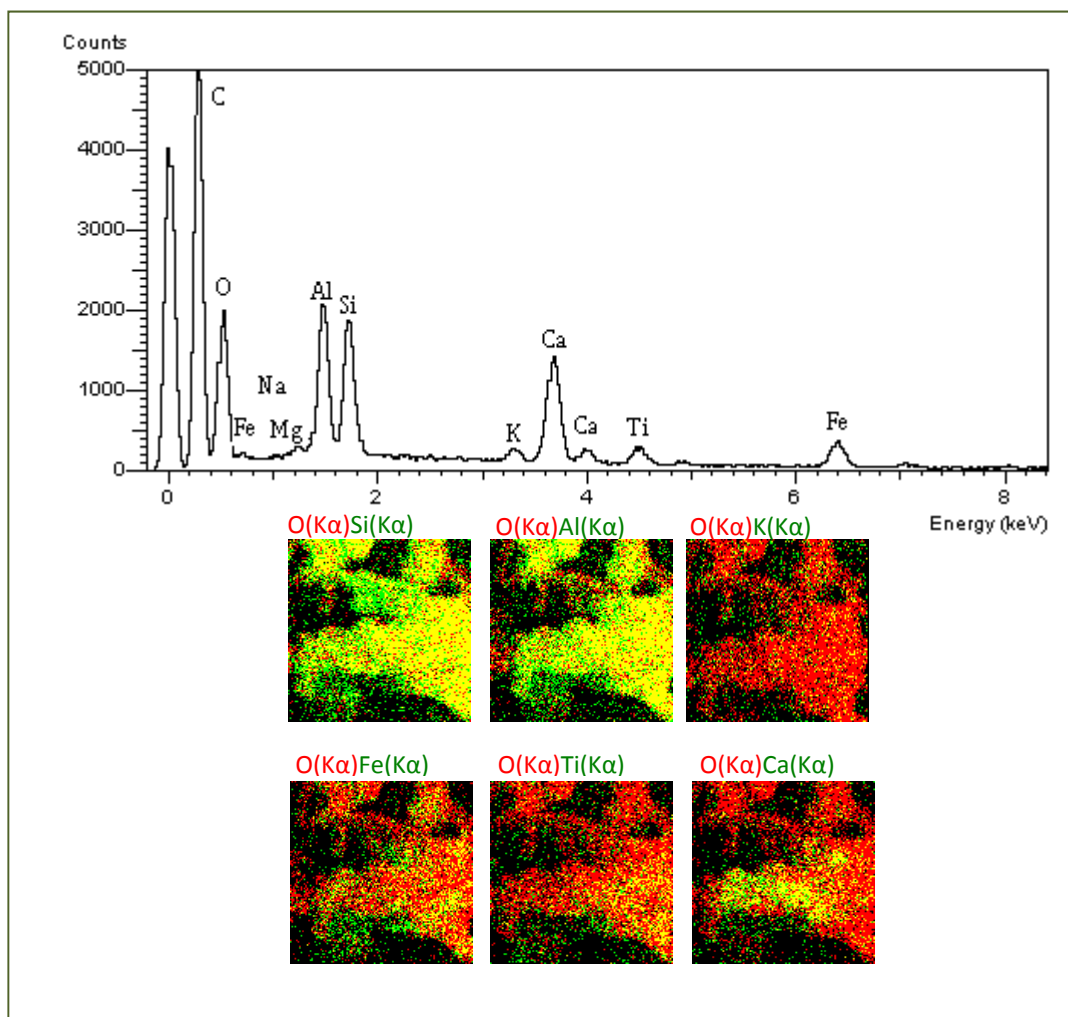 Counts
5000
C
4000
3000
O
Al
Si
2000
Ca
Na
1000
Fe
Mg
K
Ca
Ti
Fe
0
0
2
4
6
8
Energy (keV)
O(Kα)Si(Kα)
O(Kα)Al(Kα)
O(Kα)K(Kα)
O(Kα)Fe(Kα)
O(Kα)Ti(Kα)
O(Kα)Ca(Kα)